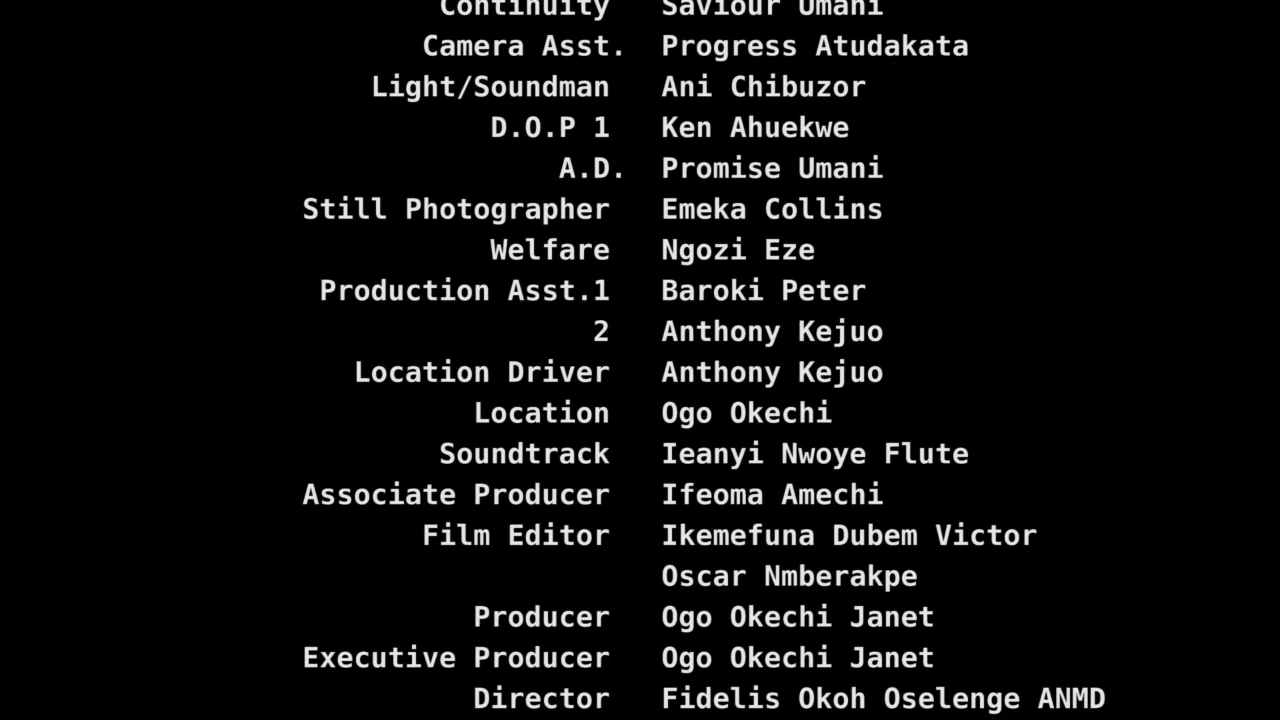 Continuity Saviour Umani
Camera Asst. Progress Atudakata
Light/Soundman Ani Chibuzor
D.O.P 1 Ken Ahuekwe
A.D. Promise Umani
Still Photographer Emeka Collins
Welfare Ngozi Eze
Production Asst.1 Baroki Peter
2 Anthony Kejuo
Location Driver Anthony Kejuo
Location Ogo Okechi
Soundtrack Ieanyi Nwoye Flute
Associate Producer Ifeoma Amechi
Film Editor Ikemefuna Dubem Victor
Oscar Nmberakpe
Producer Ogo Okechi Janet
Executive Producer Ogo Okechi Janet
Director Fidelis Okoh Oselenge ANMD